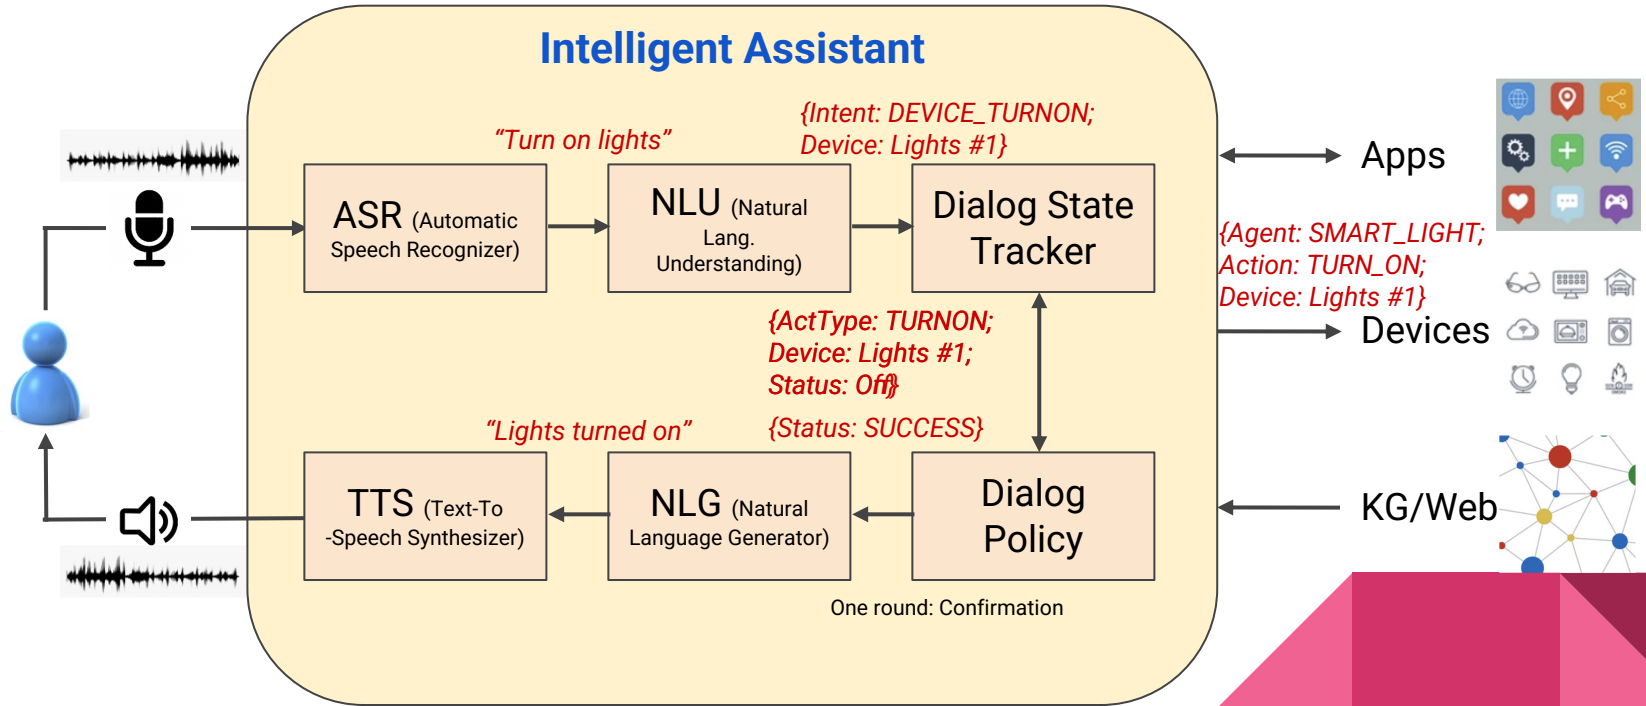 Intelligent Assistant
“Turn on lights”
{Intent: DEVICE_TURNON;
Device: Lights #1}
ASR (Automatic
Speech Recognizer)
NLU (Natural
Lang.
Understanding)
Dialog State
Tracker
Apps
{Agent: SMART_LIGHT;
Action: TURN_ON;
Device: Lights #1}
Devices
{ActType: TURNON;
Device: Lights #1;
Status: Off}
“Lights turned on”
{Status: SUCCESS}
TTS (Text-To
-Speech Synthesizer)
NLG (Natural
Language Generator)
Dialog
Policy
KG/Web
One round: Confirmation